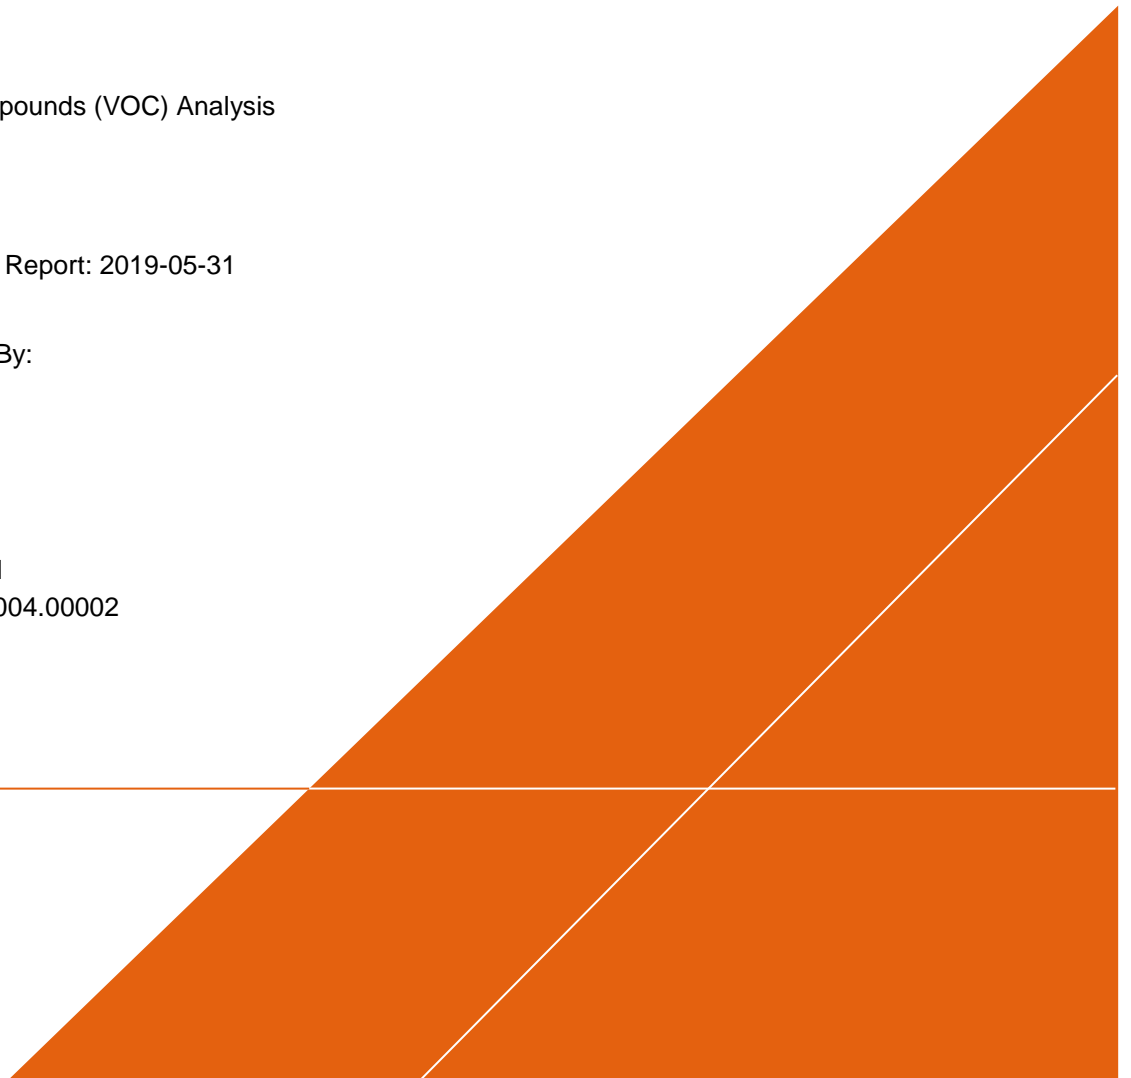 pounds (VOC) Analysis
Report: 2019-05-31
By:
004.00002